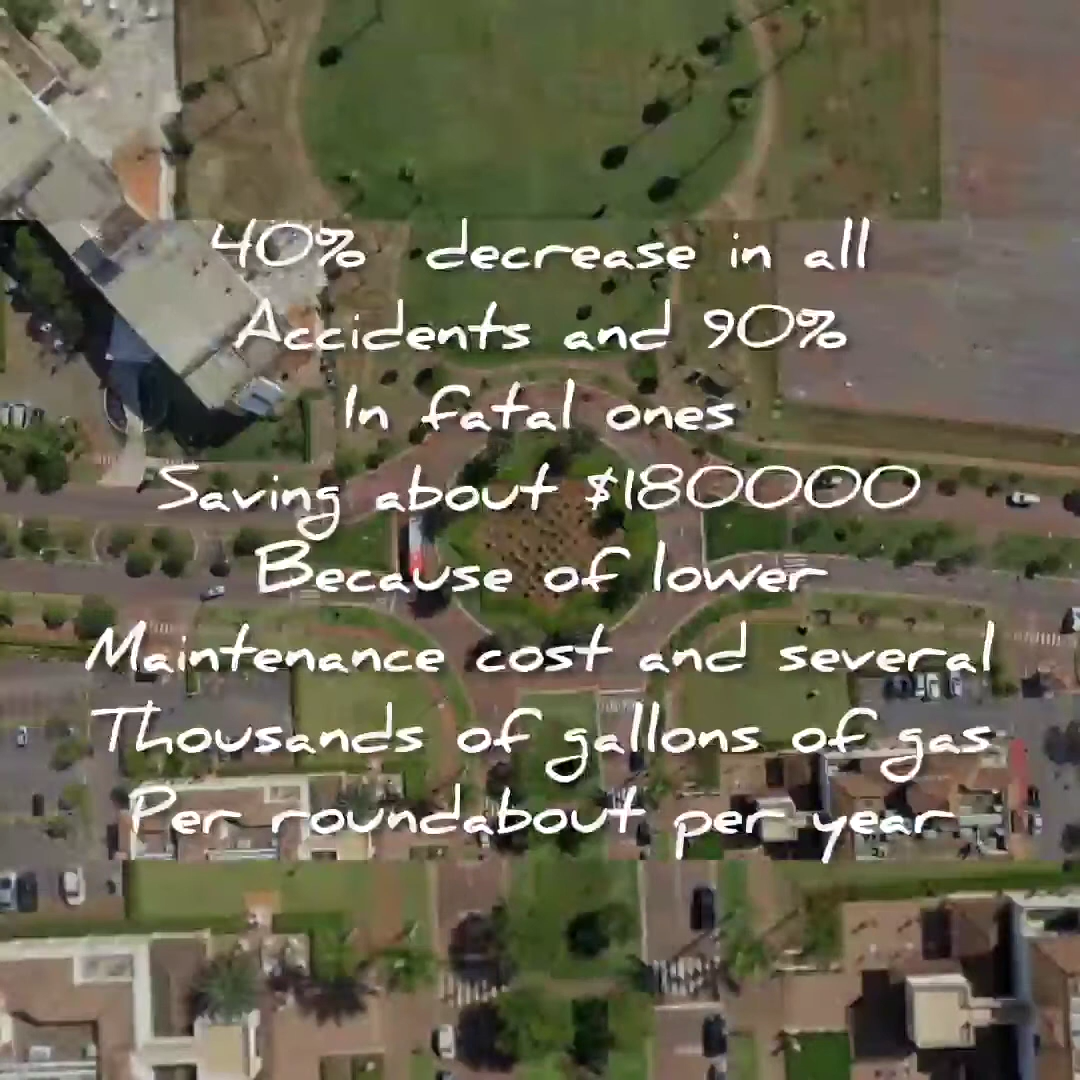 40% decrease in all
Accidents and 90%
In fatal ones
Saving about $180000
Because of lower
Maintenance cost and several
Thousands of gallons of gas
Per roundabout per year